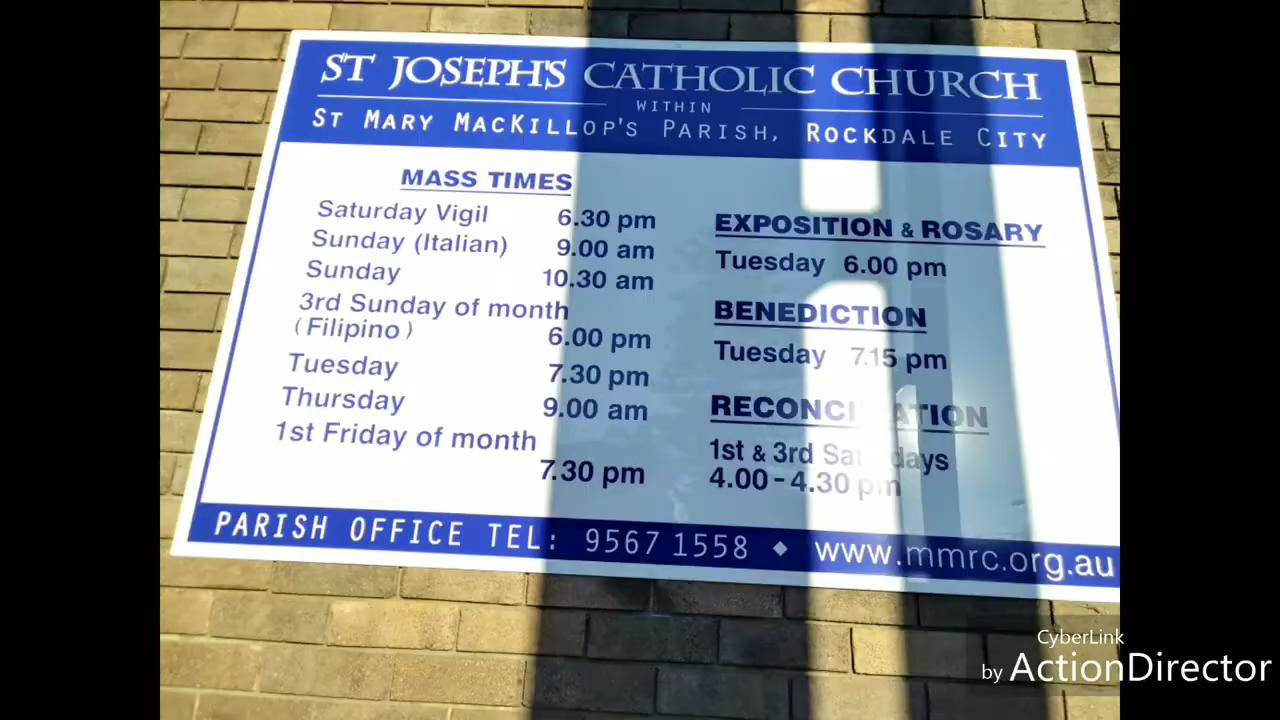 ST JOSEPH'S CATHOLIC CHURCH
WITHIN
ST MARY MACKILLOP'S PARISH, ROCKDALE CITY
MASS TIMES
Saturday Vigil 6.30 pm
Sunday (Italian) 9.00 am
Sunday 10.30 am
3rd Sunday of month
(Filipino) 6.00 pm
Tuesday 7.30 pm
Thursday 9.00 am
1st Friday of month
7.30 pm
EXPOSITION & ROSARY
Tuesday 6.00 pm
BENEDICTION
Tuesday 7.15 pm
RECONCILIATION
1st & 3rd Saturdays
4.00 - 4.30 pm
PARISH OFFICE TEL: 9567 1558 ◆ www.mmrc.org.au
CyberLink
by ActionDirector